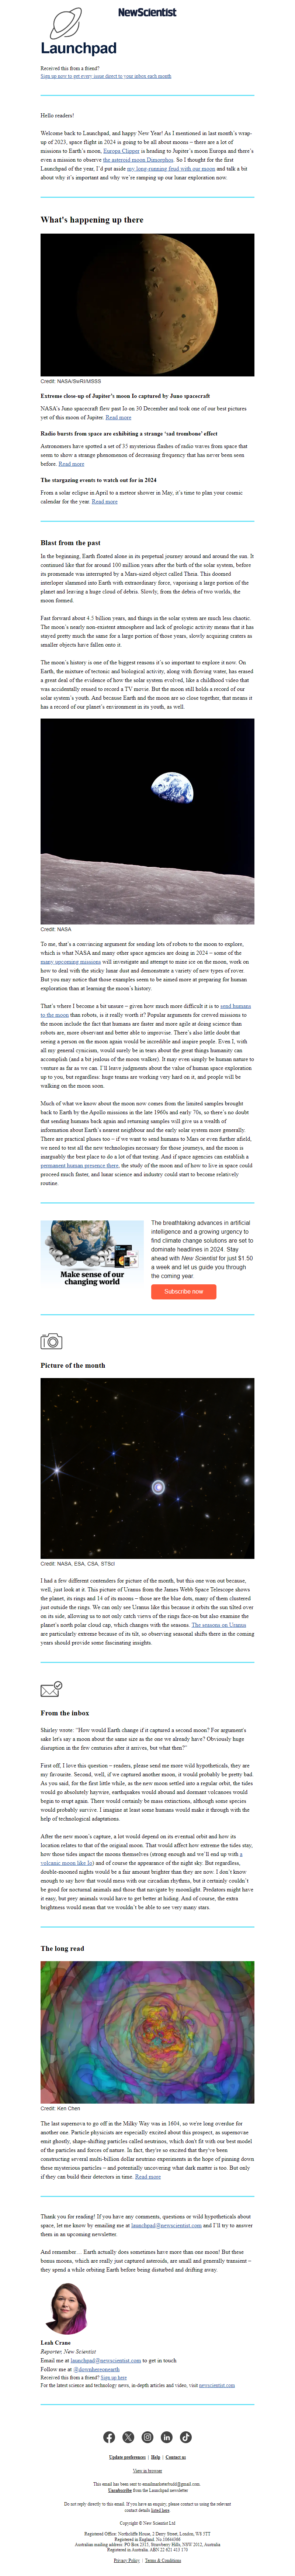 NewScientist
Launchpad
Received this from a friend?
Sign up now to get every issue direct to your inbox each month
Hello readers!
Welcome back to Launchpad, and happy New Year! As I mentioned in last month's wrap-
up of 2023, space flight in 2024 is going to be all about moons – there are a lot of
missions to Earth's moon, Europa Clipper is heading to Jupiter's moon Europa and there's
even a mission to observe the asteroid moon Dimorphos. So I thought for the first
Launchpad of the year, I'd put aside my long-running feud with our moon and talk a bit
about why it's important and why we're ramping up our lunar exploration now.
What's happening up there
Credit: NASA/SwRI/MSSS
Extreme close-up of Jupiter's moon Io captured by Juno spacecraft
NASA's Juno spacecraft flew past Io on 30 December and took one of our best pictures
yet of this moon of Jupiter. Read more
Radio bursts from space are exhibiting a strange 'sad trombone' effect
Astronomers have spotted a set of 35 mysterious flashes of radio waves from space that
seem to show a strange phenomenon of decreasing frequency that has never been seen
before. Read more
The stargazing events to watch out for in 2024
From a solar eclipse in April to a meteor shower in May, it's time to plan your cosmic
calendar for the year. Read more
Blast from the past
In the beginning, Earth floated alone in its perpetual journey around and around the sun. It
continued like that for around 100 million years after the birth of the solar system, before
its promenade was interrupted by a Mars-sized object called Theia. This doomed
interloper slammed into Earth with extraordinary force, vaporising a large portion of the
planet and leaving a huge cloud of debris. Slowly, from the debris of two worlds, the
moon formed.
Fast forward about 4.5 billion years, and things in the solar system are much less chaotic.
The moon's nearly non-existent atmosphere and lack of geologic activity means that it has
stayed pretty much the same for a large portion of those years, slowly acquiring craters as
smaller objects have fallen onto it.
The moon's history is one of the biggest reasons it's so important to explore it now. On
Earth, the mixture of tectonic and biological activity, along with flowing water, has erased
a great deal of the evidence of how the solar system evolved, like a childhood video that
was accidentally reused to record a TV movie. But the moon still holds a record of our
solar system's youth. And because Earth and the moon are so close together, that means it
has a record of our planet's environment in its youth, as well.
Credit: NASA
To me, that's a convincing argument for sending lots of robots to the moon to explore,
which is what NASA and many other space agencies are doing in 2024 – some of the
many upcoming missions will investigate and attempt to mine ice on the moon, work on
how to deal with the sticky lunar dust and demonstrate a variety of new types of rover.
But you may notice that these examples seem to be aimed more at preparing for human
exploration than at learning the moon's history.
That's where I become a bit unsure – given how much more difficult it is to send humans
to the moon than robots, is it really worth it? Popular arguments for crewed missions to
the moon include the fact that humans are faster and more agile at doing science than
robots are, more observant and better able to improvise. There's also little doubt that
seeing a person on the moon again would be incredible and inspire people. Even I, with
all my general cynicism, would surely be in tears about the great things humanity can
accomplish (and a bit jealous of the moon walker). It may even be important to venture as
far as we can. I'll leave judgments about the value of human space exploration
up to you, but regardless: huge teams are working very hard on it, and people will be
walking on the moon soon.
Much of what we know about the moon now comes from the limited samples brought
back to Earth by the Apollo missions in the late 1960s and early 70s, so there's no doubt
that sending humans back again and returning samples will give us a wealth of
information about Earth's nearest neighbour and the early solar system more generally.
There are practical pluses too – if we want to send humans to Mars or even further afield,
we need to test all the new technologies necessary for those journeys, and the moon is
inarguably the best place to do a lot of that testing. And if space agencies can establish a
permanent human presence there, the study of the moon and of how to live in space could
proceed much faster, and lunar science and industry could start to become relatively
routine.
Make sense of our
changing world
The breathtaking advances in artificial
intelligence and a growing urgency to
find climate change solutions are set to
dominate headlines in 2024. Stay
ahead with New Scientist for just $1.50
a week and let us guide you through
the coming year.
Subscribe now
Picture of the month
Credit: NASA, ESA, CSA, STScI
I had a few different contenders for picture of the month, but this one won out because,
well, just look at it. This picture of Uranus from the James Webb Space Telescope shows
the planet, its rings and 14 of its moons – those are the blue dots, many of them clustered
just outside the rings. We can only see Uranus like this because it orbits the sun tilted over
on its side, allowing us to not only catch views of the rings face-on but also examine the
planet's north polar cloud cap, which changes with the seasons. The seasons on Uranus
are particularly extreme because of its tilt, so observing seasonal shifts there in the coming
years should provide some fascinating insights.
From the inbox
Shirley wrote: "How would Earth change if it captured a second moon? For argument's
sake let's say a moon about the same size as the one we already have? Obviously huge
disruption in the few centuries after it arrives, but what then?"
First off, I love this question – readers, please send me more wild hypotheticals, they are
my favourite. Second, well, if we captured another moon, it would probably be pretty bad.
As you said, for the first little while, as the new moon settled into a regular orbit, the tides
would go absolutely haywire, earthquakes would abound and dormant volcanoes would
begin to erupt again. There would certainly be mass extinctions, although some species
would probably survive. I imagine at least some humans would make it through with the
help of technological adaptations.
After the new moon's capture, a lot would depend on its eventual orbit and how its
location relates to that of the original moon. That would affect how extreme the tides stay,
how those tides impact the moons themselves (strong enough and we'll end up with a
volcanic moon like Io) and of course the appearance of the night sky. But regardless,
double-mooned nights would be a fair amount brighter than they are now. I don't know
enough to say how that would mess with our circadian rhythms, but it certainly couldn't
be good for nocturnal animals and those that navigate by moonlight. Predators might have
it easy, but prey animals would have to get better at hiding. And of course, the extra
brightness would mean that we wouldn't be able to see very many stars.
The long read
Credit: Ken Chen
The last supernova to go off in the Milky Way was in 1604, so we're long overdue for
another one. Particle physicists are especially excited about this prospect, as supernovae
emit ghostly, shape-shifting particles called neutrinos, which don't fit with our best model
of the particles and forces of nature. In fact, they're so excited that they've been
constructing several multi-billion dollar neutrino experiments in the hope of pinning down
these mysterious particles – and potentially uncovering what dark matter is too. But only
if they can build their detectors in time. Read more
Thank you for reading! If you have any comments, questions or wild hypotheticals about
space, let me know by emailing me at launchpad@newscientist.com and I'll try to answer
them in an upcoming newsletter.
And remember… Earth actually does sometimes have more than one moon! But these
bonus moons, which are really just captured asteroids, are small and generally transient –
they spend a while orbiting Earth before being disturbed and drifting away.
Leah Crane
Reporter, New Scientist
Email me at launchpad@newscientist.com to get in touch
Follow me at @downhereonearth
Received this from a friend? Sign up here
For the latest science and technology news, in-depth articles and video, visit newscientist.com
Update preferences | Help | Contact us
View in browser
Unsubscribe from the Launchpad newsletter
Do not reply directly to this email. If you have an enquiry, please contact us using the relevant
contact details listed here.
Copyright © New Scientist Ltd
Registered Office: Northcliffe House, 2 Derry Street, London, W8 5TT
Australian mailing address: PO Box 2315, Strawberry Hills, NSW 2012, Australia
Privacy Policy | Terms & Conditions